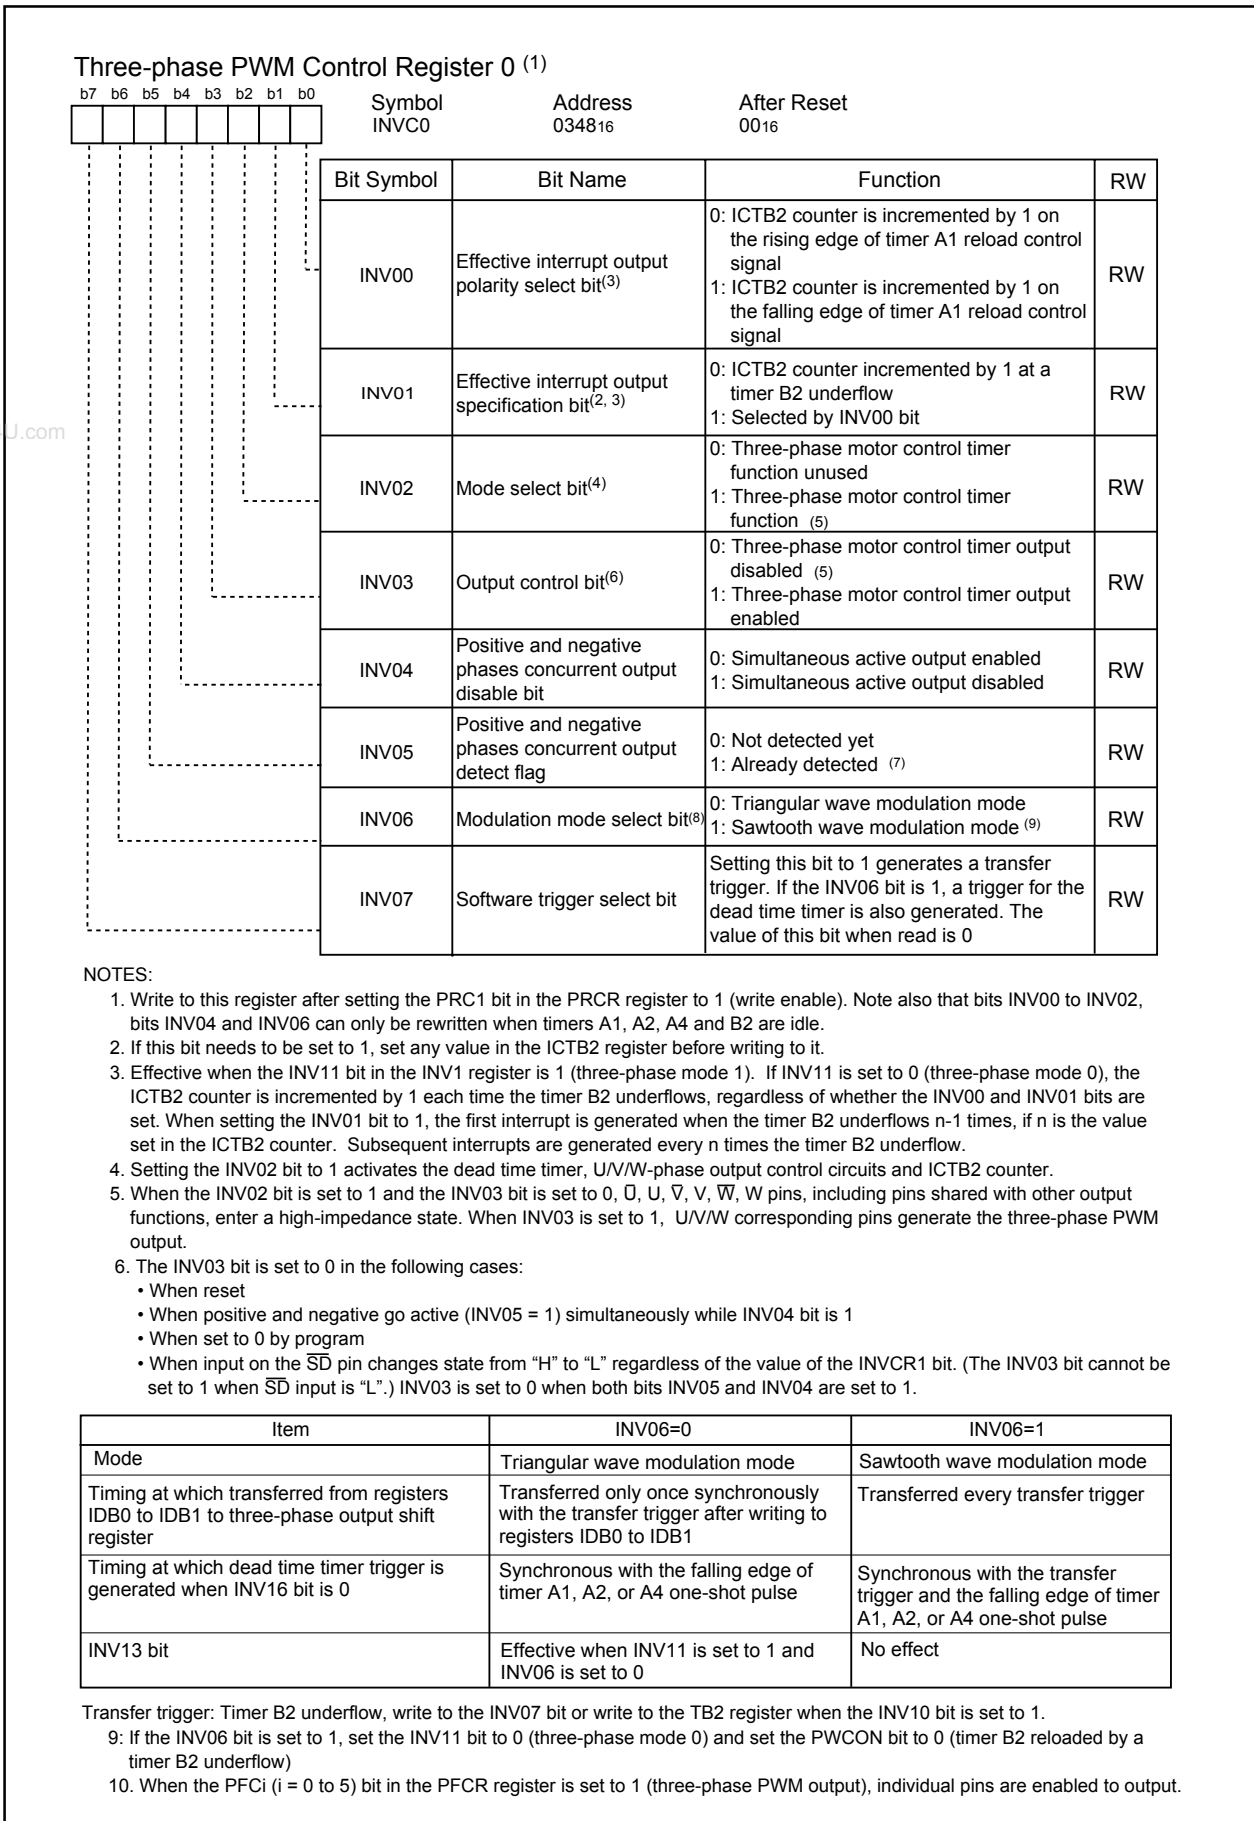 Three-phase PWM Control Register 0 (1)
b7 b6 b5 b4 b3 b2 b1 b0
Symbol Address After Reset
INVC0 034816 0016
Bit Symbol Bit Name Function RW
INV00
Effective interrupt output
polarity select bit(3)
0: ICTB2 counter is incremented by 1 on
the rising edge of timer A1 reload control
signal
1: ICTB2 counter is incremented by 1 on
the falling edge of timer A1 reload control
signal
RW
INV01
Effective interrupt output
specification bit(2, 3)
0: ICTB2 counter incremented by 1 at a
timer B2 underflow
1: Selected by INV00 bit
RW
U.com
INV02
Mode select bit(4)
0: Three-phase motor control timer
function unused
1: Three-phase motor control timer
function (5)
RW
INV03
Output control bit(6)
0: Three-phase motor control timer output
disabled (5)
1: Three-phase motor control timer output
enabled
RW
INV04
Positive and negative
phases concurrent output
disable bit
0: Simultaneous active output enabled
1: Simultaneous active output disabled
RW
INV05
Positive and negative
phases concurrent output
detect flag
0: Not detected yet
1: Already detected (7)
RW
INV06
Modulation mode select bit(8)
0: Triangular wave modulation mode
1: Sawtooth wave modulation mode (9)
RW
INV07
Software trigger select bit
Setting this bit to 1 generates a transfer
trigger. If the INV06 bit is 1, a trigger for the
dead time timer is also generated. The
value of this bit when read is 0
RW
NOTES:
1. Write to this register after setting the PRC1 bit in the PRCR register to 1 (write enable). Note also that bits INV00 to INV02,
bits INV04 and INV06 can only be rewritten when timers A1, A2, A4 and B2 are idle.
2. If this bit needs to be set to 1, set any value in the ICTB2 register before writing to it.
3. Effective when the INV11 bit in the INV1 register is 1 (three-phase mode 1). If INV11 is set to 0 (three-phase mode 0), the
ICTB2 counter is incremented by 1 each time the timer B2 underflows, regardless of whether the INV00 and INV01 bits are
set. When setting the INV01 bit to 1, the first interrupt is generated when the timer B2 underflows n-1 times, if n is the value
set in the ICTB2 counter. Subsequent interrupts are generated every n times the timer B2 underflow.
4. Setting the INV02 bit to 1 activates the dead time timer, U/V/W-phase output control circuits and ICTB2 counter.
5. When the INV02 bit is set to 1 and the INV03 bit is set to 0, U̅, U, V̅, V, W̅, W pins, including pins shared with other output
functions, enter a high-impedance state. When INV03 is set to 1, U/V/W corresponding pins generate the three-phase PWM
output.
6. The INV03 bit is set to 0 in the following cases:
• When reset
• When positive and negative go active (INV05 = 1) simultaneously while INV04 bit is 1
• When set to 0 by program
• When input on the S̅D̅ pin changes state from “H” to “L” regardless of the value of the INVCR1 bit. (The INV03 bit cannot be
set to 1 when S̅D̅ input is “L”.) INV03 is set to 0 when both bits INV05 and INV04 are set to 1.
Item INV06=0 INV06=1
Mode
Triangular wave modulation mode
Sawtooth wave modulation mode
Timing at which transferred from registers
IDB0 to IDB1 to three-phase output shift
register
Transferred only once synchronously
with the transfer trigger after writing to
registers IDB0 to IDB1
Transferred every transfer trigger
Timing at which dead time timer trigger is
generated when INV16 bit is 0
Synchronous with the falling edge of
timer A1, A2, or A4 one-shot pulse
Synchronous with the transfer
trigger and the falling edge of timer
A1, A2, or A4 one-shot pulse
INV13 bit
Effective when INV11 is set to 1 and
INV06 is set to 0
No effect
Transfer trigger: Timer B2 underflow, write to the INV07 bit or write to the TB2 register when the INV10 bit is set to 1.
9: If the INV06 bit is set to 1, set the INV11 bit to 0 (three-phase mode 0) and set the PWCON bit to 0 (timer B2 reloaded by a
timer B2 underflow)
10. When the PFCi (i = 0 to 5) bit in the PFCR register is set to 1 (three-phase PWM output), individual pins are enabled to output.